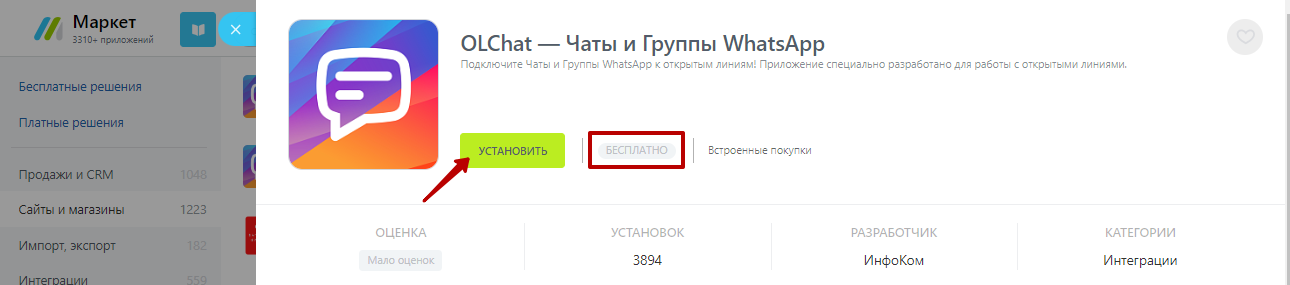 Маркет
3310+ приложений
Бесплатные решения
Платные решения
Продажи и CRM 1048
Сайты и магазины 1223
Импорт, экспорт 182
Интеграции 559
OLChat — Чаты и Группы WhatsApp
Подключите Чаты и Группы WhatsApp к открытым линиям! Приложение специально разработано для работы с открытыми линиями.
УСТАНОВИТЬ БЕСПЛАТНО Встроенные покупки
ОЦЕНКА УСТАНОВОК РАЗРАБОТЧИК КАТЕГОРИИ
Мало оценок 3894 ИнфоКом Интеграции